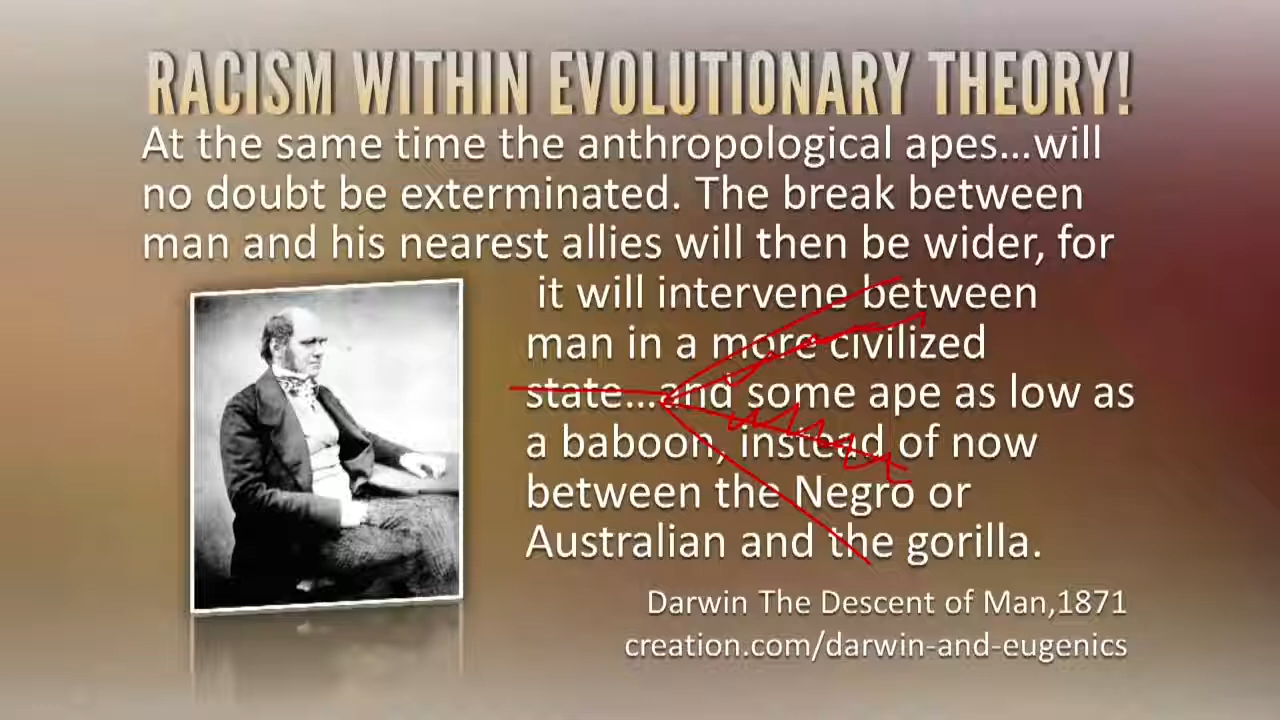 RACISM WITHIN EVOLUTIONARY THEORY!
At the same time the anthropological apes...will
no doubt be exterminated. The break between
man and his nearest allies will then be wider, for
it will intervene between
man in a more civilized
state...and some ape as low as
a baboon, instead of now
between the Negro or
Australian and the gorilla.
Darwin The Descent of Man,1871
creation.com/darwin-and-eugenics